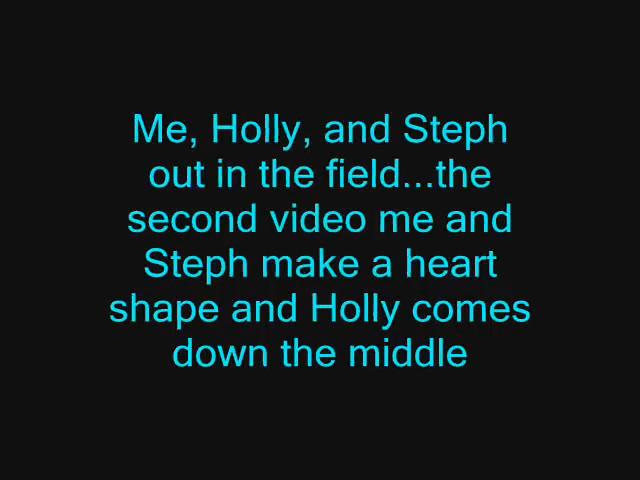 Me, Holly, and Steph
out in the field...the
second video me and
Steph make a heart
shape and Holly comes
down the middle